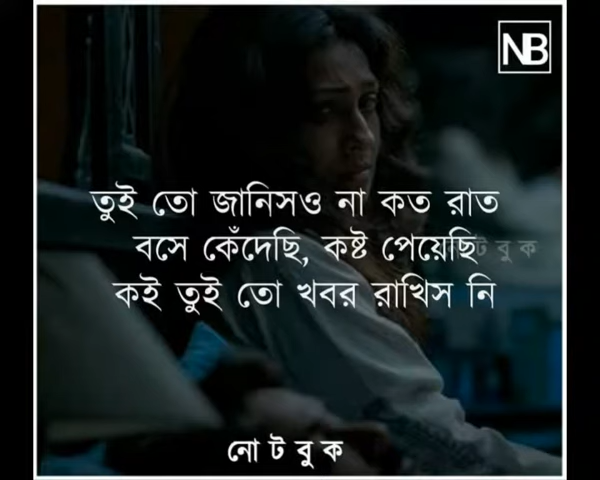 NB
তুই তো জানিসও না কত রাত
বসে কেঁদেছি, কষ্ট পেয়েছি
ট বু ক
কই তুই তো খবর রাখিস নি
নো ট বু ক